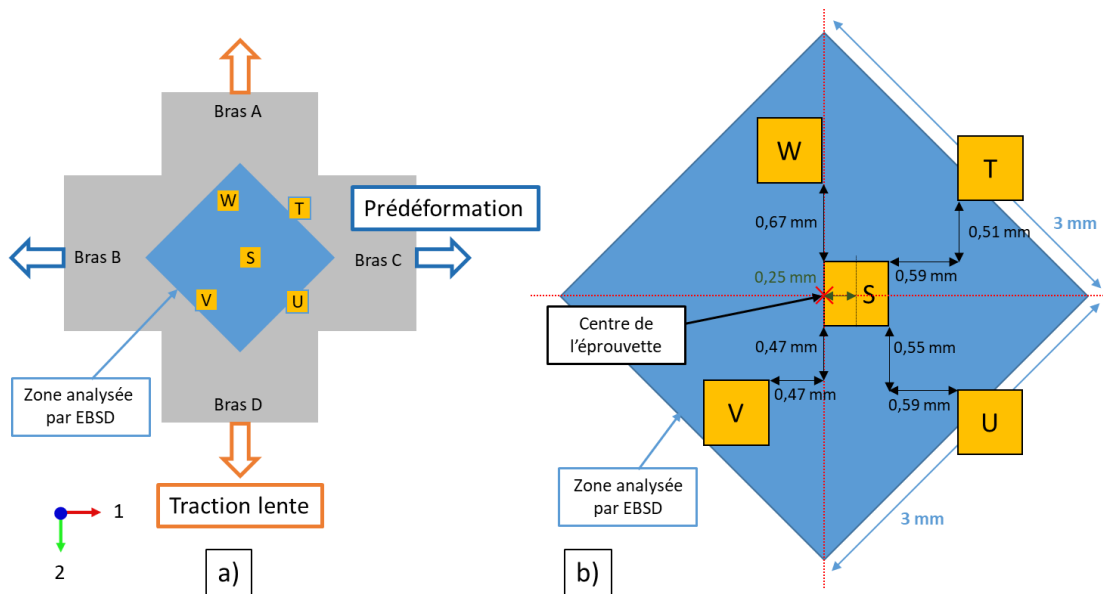 Bras A
W
T
Prédéformation
Bras B
S
Bras C
V
U
Zone analysée
par EBSD
Bras D
Traction lente
1
2
a)
W
T
0,67 mm
0,51 mm
3 mm
0,59 mm
0,25 mm
S
Centre de
l'éprouvette
0,47 mm
0,55 mm
0,47 mm
0,59 mm
V
U
Zone analysée
par EBSD
3 mm
b)